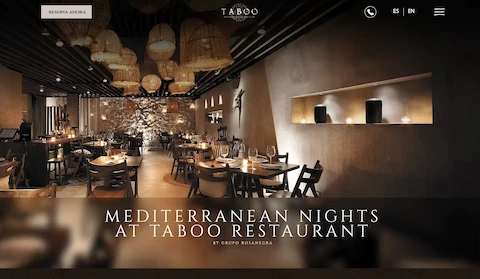 RESERVA AHORA
TABOO
ES | EN
MEDITERRANEAN NIGHTS
AT TABOO RESTAURANT
BY GRUPO ROSANEGRA